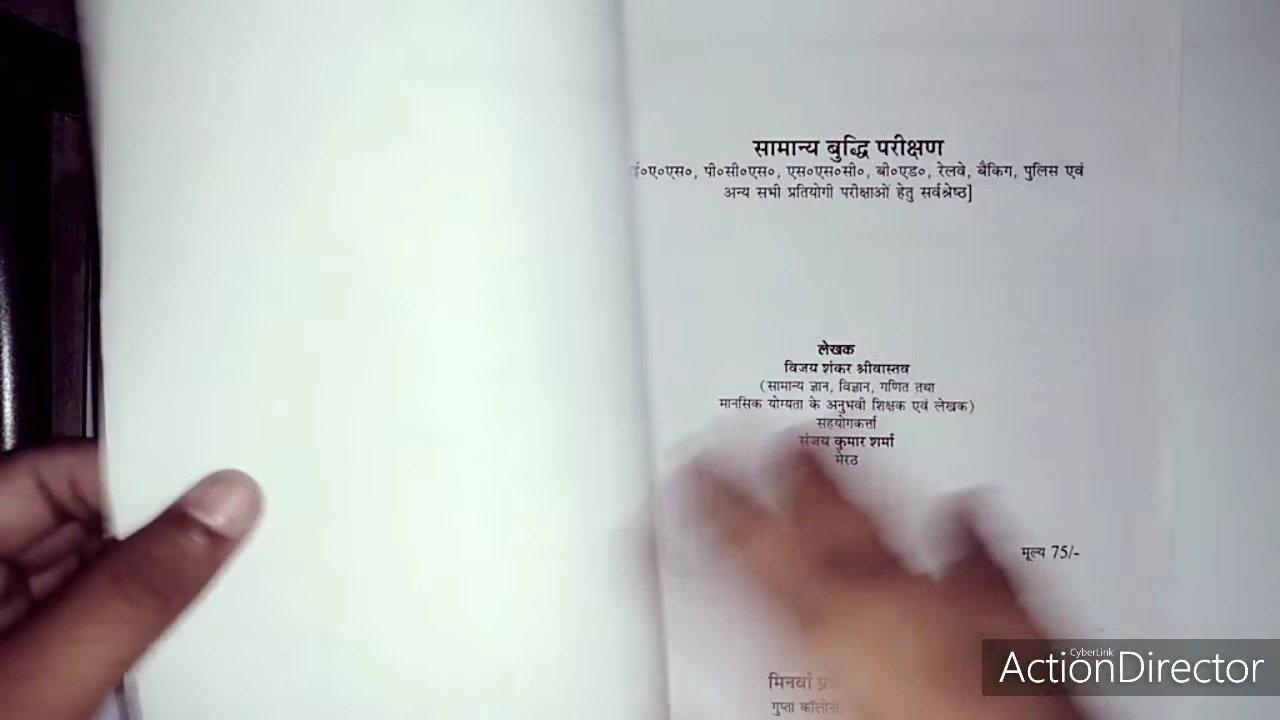 सामान्य बुद्धि परीक्षण
ई०ए०एस०, पी०सी०एस०, एस०एस०सी०, बी०एड०, रेलवे, बैंकिग, पुलिस एवं
अन्य सभी प्रतियोगी परीक्षाओं हेतु सर्वश्रेष्ठ]
लेखक
विजय शंकर श्रीवास्तव
(सामान्य ज्ञान, विज्ञान, गणित तथा
मानसिक योग्यता के अनुभवी शिक्षक एवं लेखक)
सहयोगकर्त्ता
संजय कुमार शर्मा
मेरठ
मूल्य 75/-
मिनर्वा
गुप्ता
CyberLink
ActionDirector